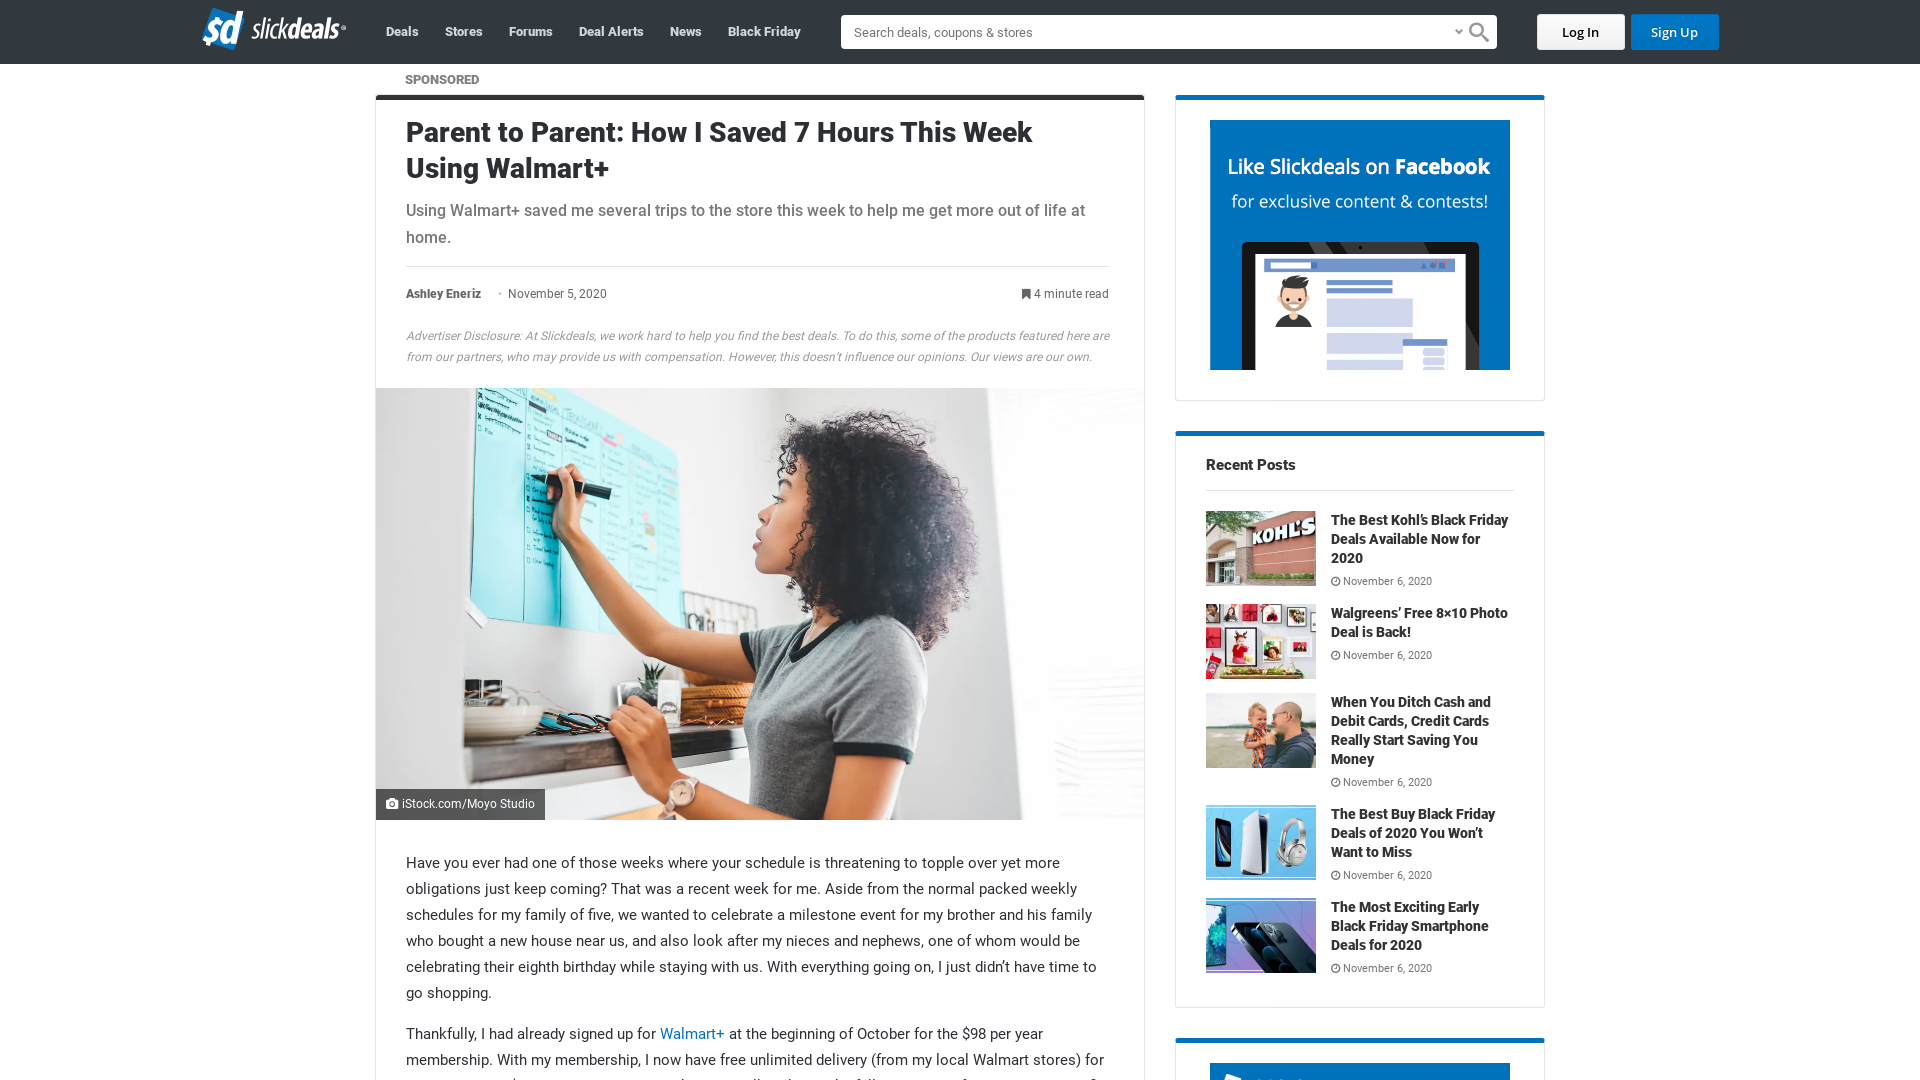 slickdeals
Deals
Stores
Forums
Deal Alerts
News
Black Friday
Search deals, coupons & stores
Log In
Sign Up
SPONSORED
Parent to Parent: How I Saved 7 Hours This Week
Using Walmart+
Using Walmart+ saved me several trips to the store this week to help me get more out of life at
home.
Ashley Eneriz • November 5, 2020
4 minute read
Advertiser Disclosure: At Slickdeals, we work hard to help you find the best deals. To do this, some of the products featured here are
from our partners, who may provide us with compensation. However, this doesn't influence our opinions. Our views are our own.
iStock.com/Moyo Studio
Have you ever had one of those weeks where your schedule is threatening to topple over yet more
obligations just keep coming? That was a recent week for me. Aside from the normal packed weekly
schedules for my family of five, we wanted to celebrate a milestone event for my brother and his family
who bought a new house near us, and also look after my nieces and nephews, one of whom would be
celebrating their eighth birthday while staying with us. With everything going on, I just didn’t have time to
go shopping.
Thankfully, I had already signed up for Walmart+ at the beginning of October for the $98 per year
membership. With my membership, I now have free unlimited delivery (from my local Walmart stores) for
Like Slickdeals on Facebook
for exclusive content & contests!
Recent Posts
The Best Kohl’s Black Friday
Deals Available Now for
2020
November 6, 2020
KOHL'S
Walgreens’ Free 8×10 Photo
Deal is Back!
November 6, 2020
When You Ditch Cash and
Debit Cards, Credit Cards
Really Start Saving You
Money
November 6, 2020
The Best Buy Black Friday
Deals of 2020 You Won’t
Want to Miss
November 6, 2020
The Most Exciting Early
Black Friday Smartphone
Deals for 2020
November 6, 2020